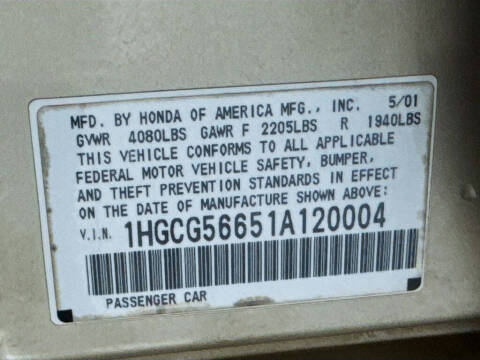 MFD. BY HONDA OF AMERICA MFG., INC. 5/01
GVWR 4080LBS GAWR F 2205LBS R 1940LBS
THIS VEHICLE CONFORMS TO ALL APPLICABLE
FEDERAL MOTOR VEHICLE SAFETY, BUMPER,
AND THEFT PREVENTION STANDARDS IN EFFECT
ON THE DATE OF MANUFACTURE SHOWN ABOVE:
V.I.N. 1HGCG56651A120004
PASSENGER CAR